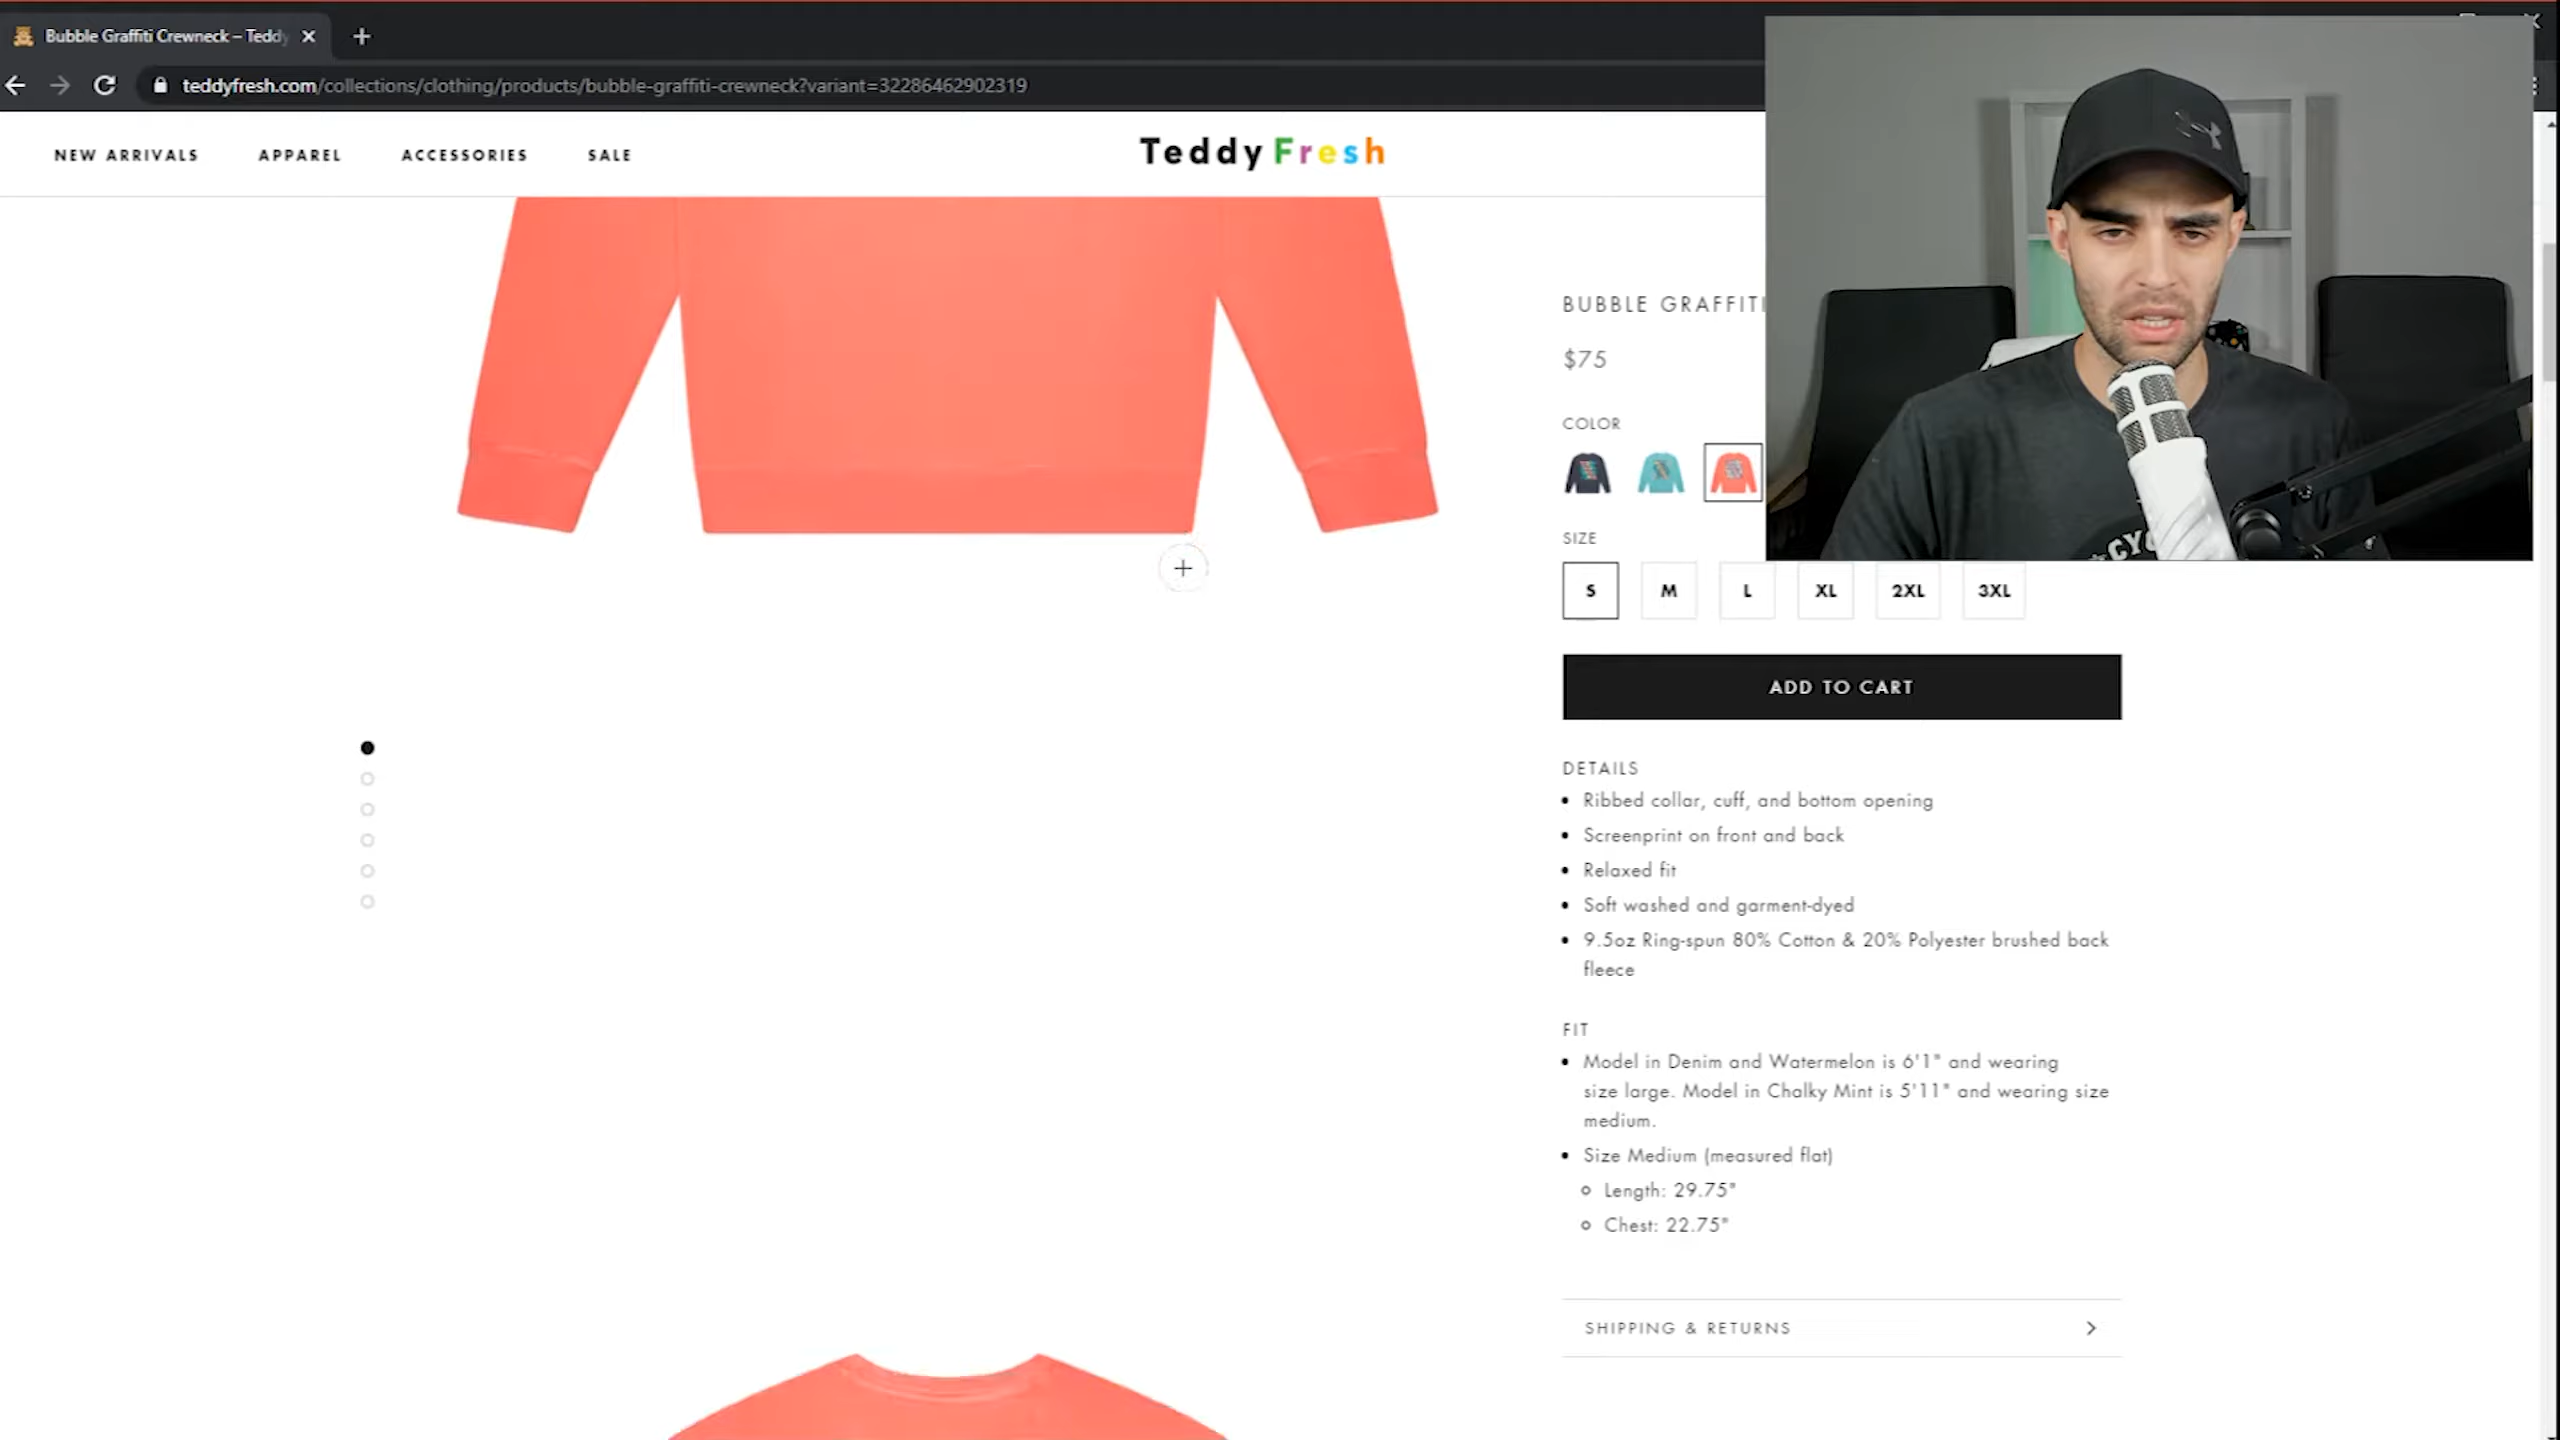 Bubble Graffiti Crewneck – Teddy
teddyfresh.com/collections/clothing/products/bubble-graffiti-crewneck?variant=32286462902319
NEW ARRIVALS APPAREL ACCESSORIES SALE
Teddy Fresh
BUBBLE GRAFFITI
$75
COLOR
SIZE
S M L XL 2XL 3XL
ADD TO CART
DETAILS
Ribbed collar, cuff, and bottom opening
Screenprint on front and back
Relaxed fit
Soft washed and garment-dyed
9.5oz Ring-spun 80% Cotton & 20% Polyester brushed back
fleece
FIT
Model in Denim and Watermelon is 6'1" and wearing
size large. Model in Chalky Mint is 5'11" and wearing size
medium.
Size Medium (measured flat)
Length: 29.75"
Chest: 22.75"
SHIPPING & RETURNS